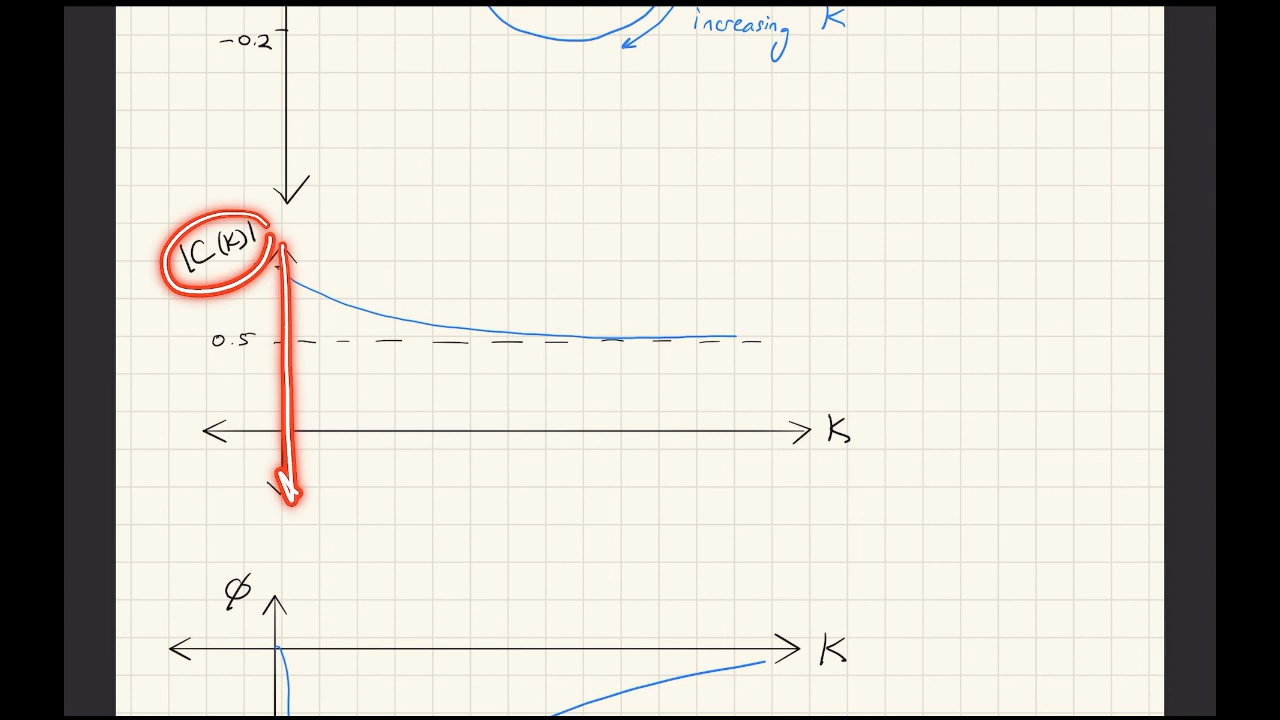 -0.2
increasing K
|C(K)|
0.5
K
ϕ
K